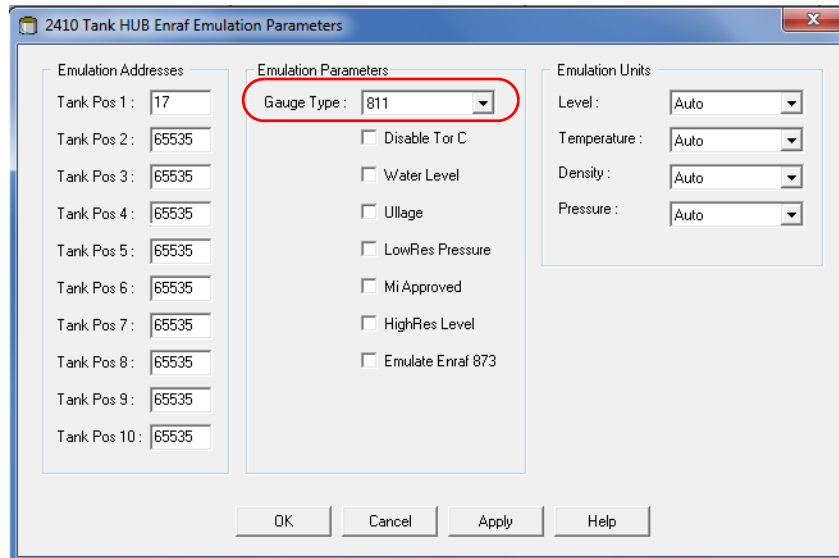 2410 Tank HUB Enraf Emulation Parameters
x
Emulation Addresses
Tank Pos 1 : 17
Tank Pos 2 : 65535
Tank Pos 3 : 65535
Tank Pos 4 : 65535
Tank Pos 5 : 65535
Tank Pos 6 : 65535
Tank Pos 7 : 65535
Tank Pos 8 : 65535
Tank Pos 9 : 65535
Tank Pos 10 : 65535
Emulation Parameters
Gauge Type : 811
Disable T or C
Water Level
Ullage
LowRes Pressure
Mi Approved
HighRes Level
Emulate Enraf 873
Emulation Units
Level : Auto
Temperature : Auto
Density : Auto
Pressure : Auto
OK Cancel Apply Help